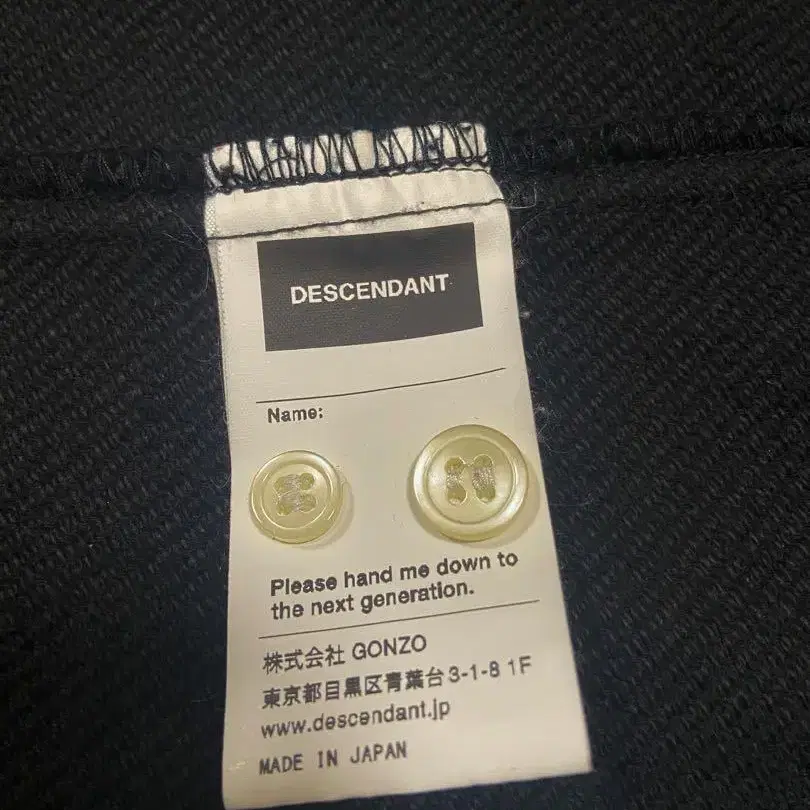 DESCENDANT
Name:
Please hand me down to
the next generation.
株式会社 GONZO
東京都目黒区青葉台3-1-8 1F
www.descendant.jp
MADE IN JAPAN